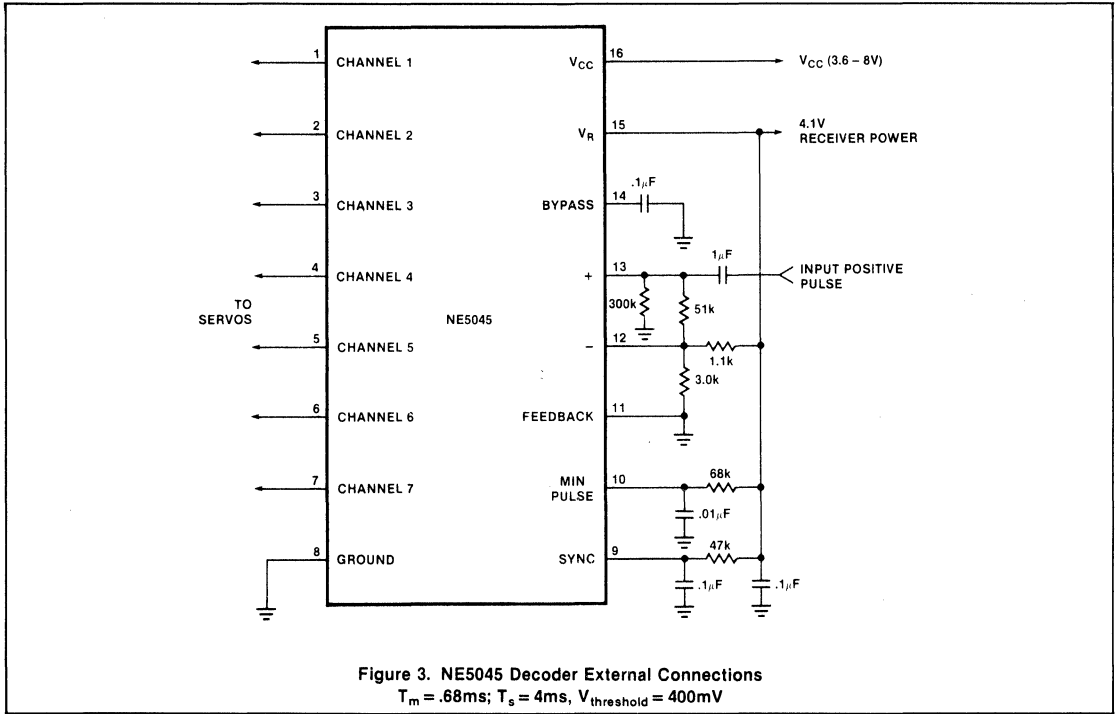 1 CHANNEL 1
2 CHANNEL 2
3 CHANNEL 3
4 CHANNEL 4
TO
SERVOS
5 CHANNEL 5
6 CHANNEL 6
7 CHANNEL 7
8 GROUND
NE5045
VCC 16
VCC (3.6 – 8V)
VR 15
4.1V
RECEIVER POWER
BYPASS 14
.1μF
+ 13
1μF
INPUT POSITIVE
PULSE
300k
51k
– 12
1.1k
3.0k
FEEDBACK 11
MIN
PULSE 10
68k
.01μF
SYNC 9
47k
.1μF
.1μF
Figure 3. NE5045 Decoder External Connections
Tm = .68ms; Ts = 4ms, Vthreshold = 400mV